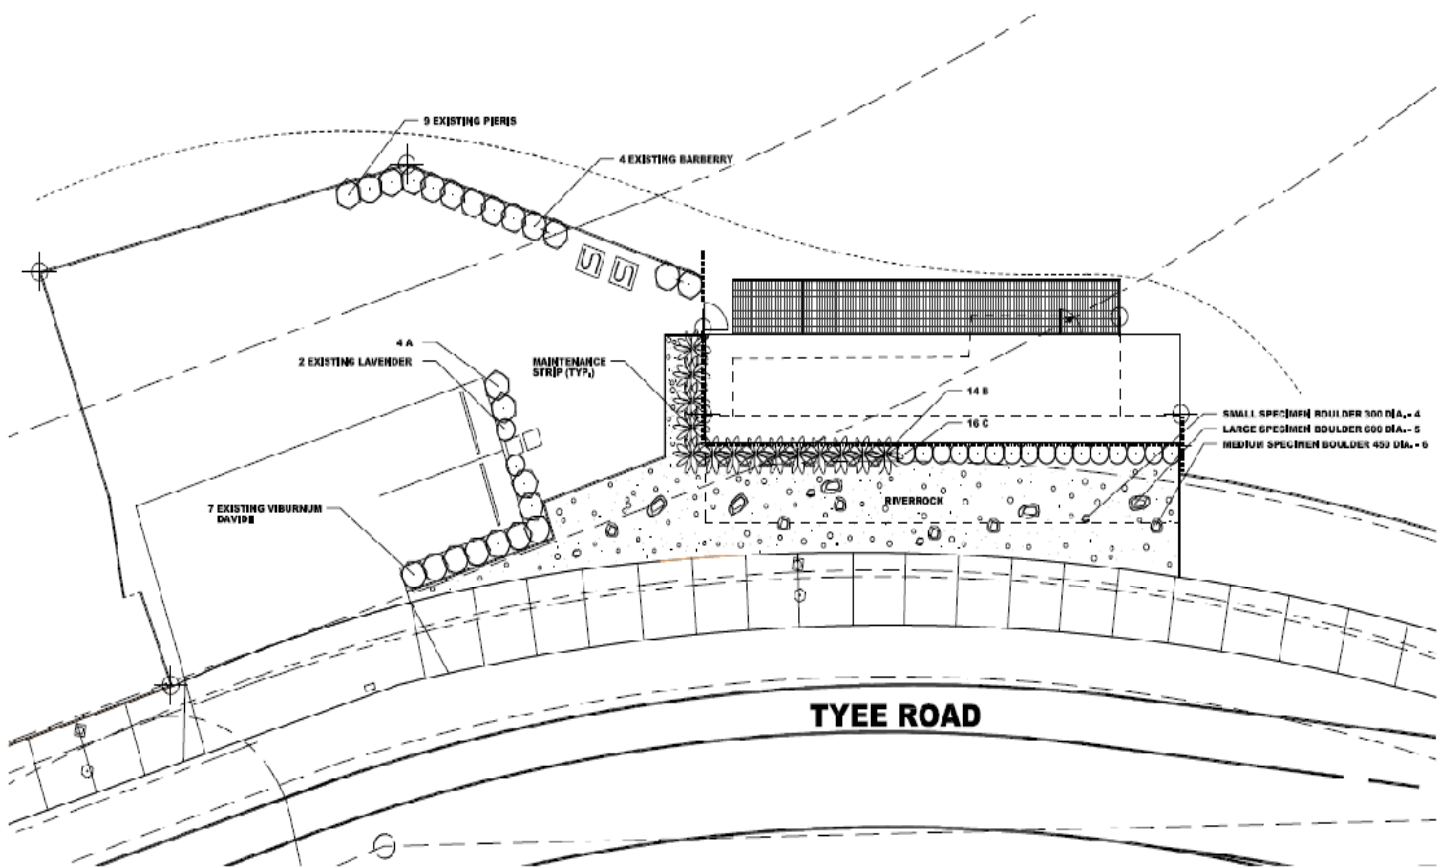 9 EXISTING PIERIS
4 EXISTING BARBERRY
4 A
2 EXISTING LAVENDER
MAINTENANCE
STRIP (TYP.)
14 B
16 C
SMALL SPECIMEN BOULDER 300 DIA. - 4
LARGE SPECIMEN BOULDER 600 DIA. - 5
MEDIUM SPECIMEN BOULDER 450 DIA. - 6
RIVERROCK
7 EXISTING VIBURNUM
DAVIDII
TYEE ROAD